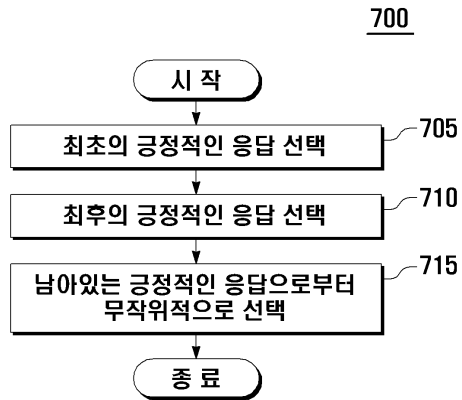 700
시 작
최초의 긍정적인 응답 선택
705
최후의 긍정적인 응답 선택
710
남아있는 긍정적인 응답으로부터
무작위적으로 선택
715
종 료